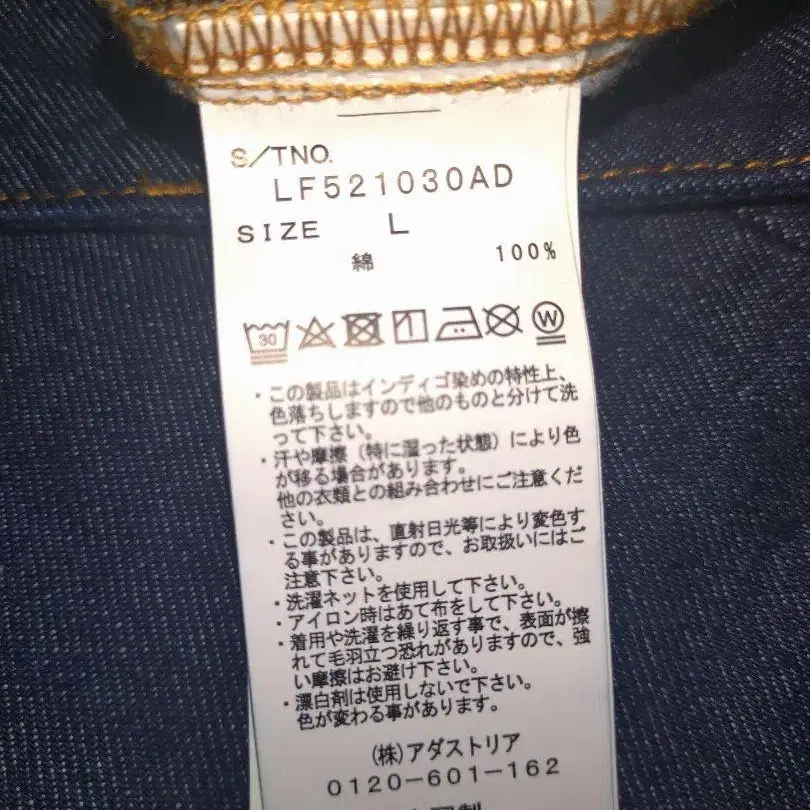 S/TNO.
LF521030AD
SIZE L
綿 100%
30
W
・この製品はインディゴ染めの特性上、
色落ちしますので他のものと分けて洗
って下さい。
・汗や摩擦（特に湿った状態）により色
が移る場合があります。
他の衣類との組み合わせにご注意くだ
さい。
・この製品は、直射日光等により変色す
る事がありますので、お取扱いにはご
注意下さい。
・洗濯ネットを使用して下さい。
・アイロン時はあて布をして下さい。
・着用や洗濯を繰り返す事で、表面が擦
れて毛羽立つ恐れがありますので、強
い摩擦はお避け下さい。
・漂白剤は使用しないで下さい。
色が変わる事があります。
(株)アダストリア
0120-601-162